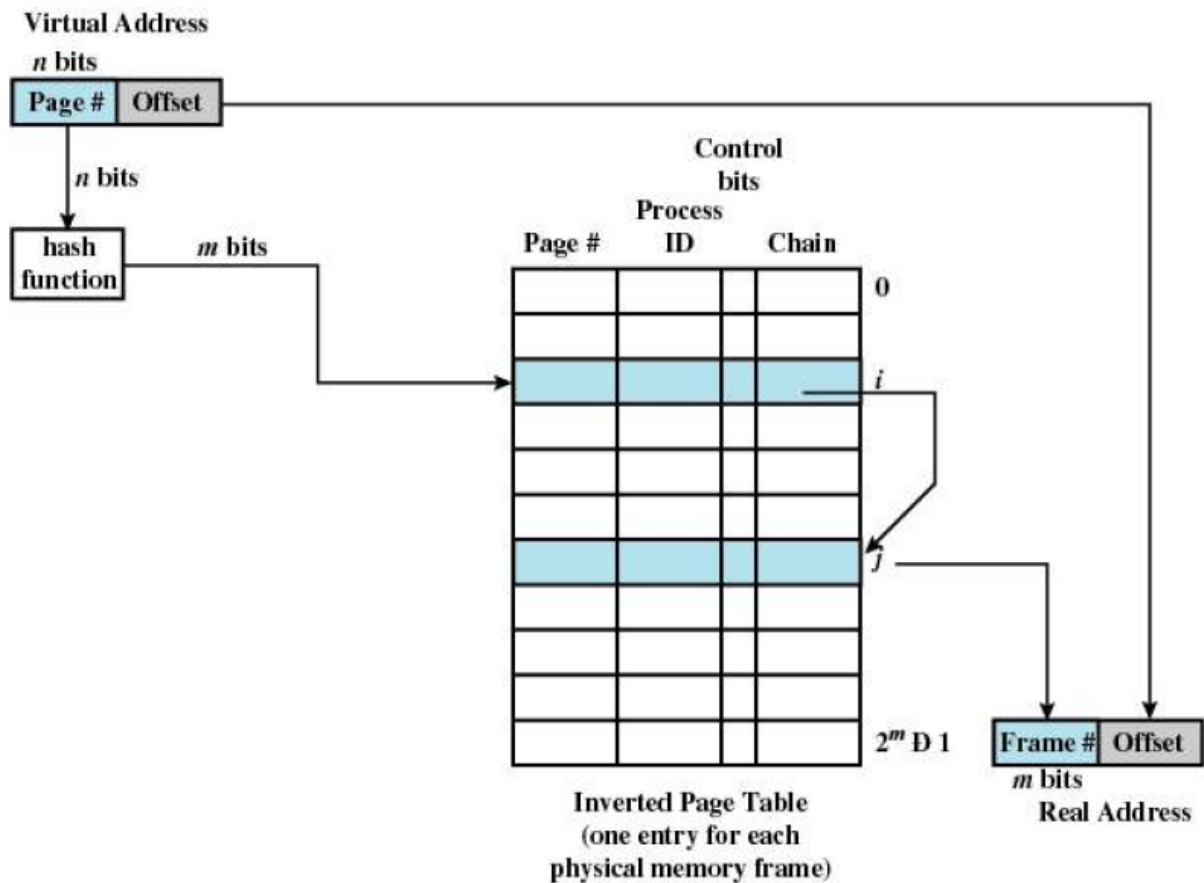 Virtual Address
n bits
Page # Offset
n bits
hash
function
m bits
Control
bits
Process
Page # ID Chain
0
i
j
2^m Đ 1
Frame # Offset
m bits
Real Address
Inverted Page Table
(one entry for each
physical memory frame)